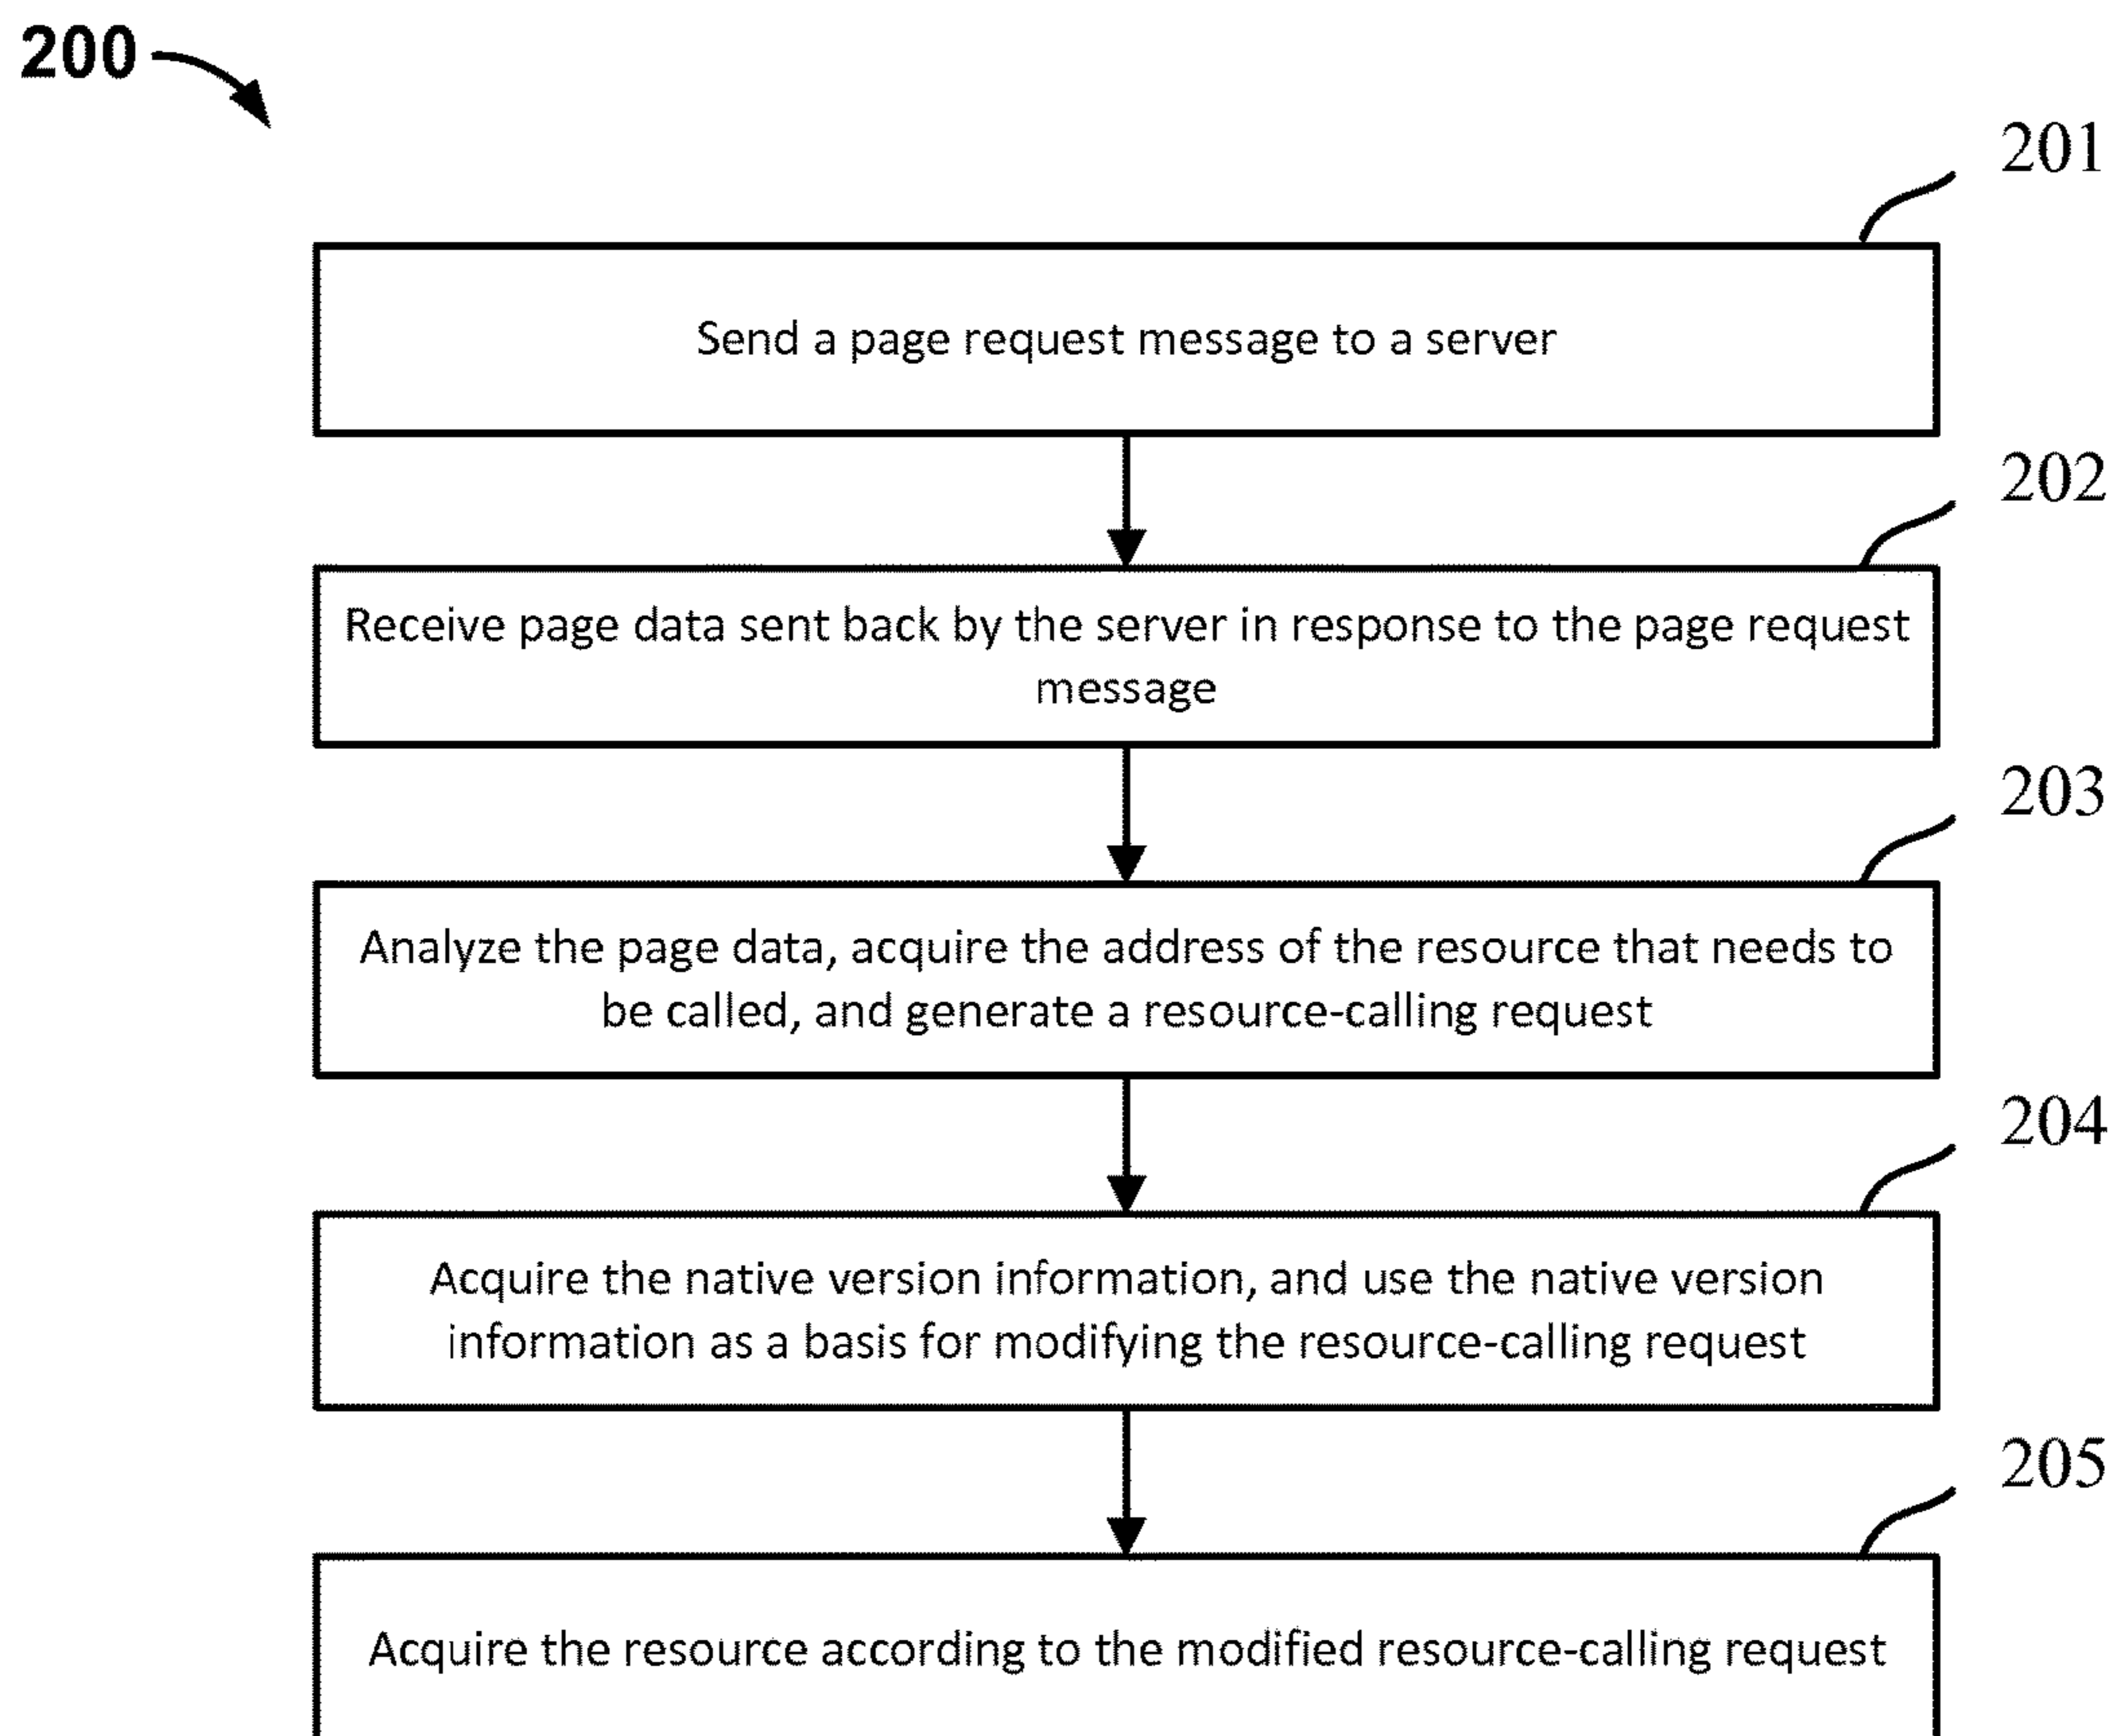 200
201
Send a page request message to a server
202
Receive page data sent back by the server in response to the page request
message
203
Analyze the page data, acquire the address of the resource that needs to
be called, and generate a resource-calling request
204
Acquire the native version information, and use the native version
information as a basis for modifying the resource-calling request
205
Acquire the resource according to the modified resource-calling request